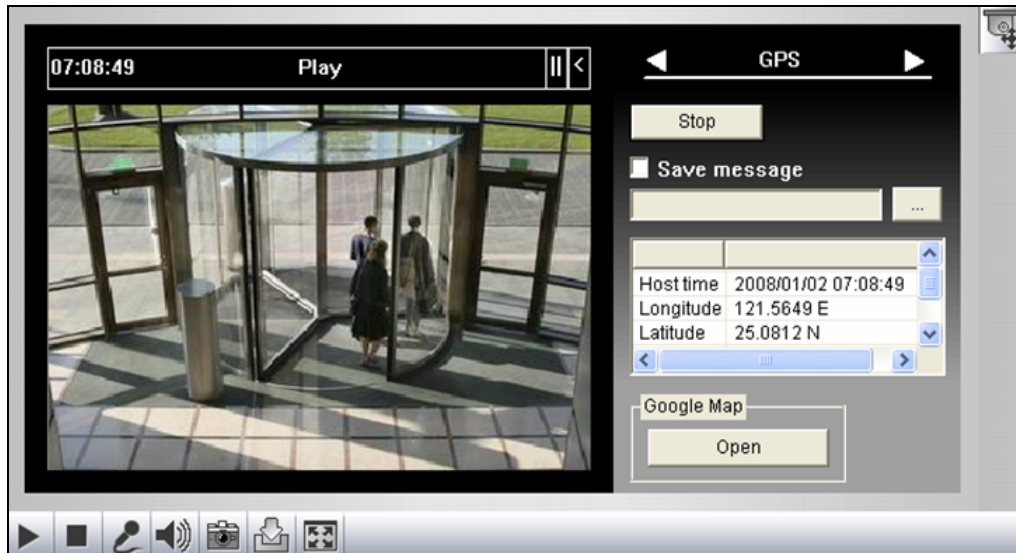 07:08:49 Play || <
GPS
Stop
Save message
...
Host time 2008/01/02 07:08:49
Longitude 121.5649 E
Latitude 25.0812 N
Google Map
Open